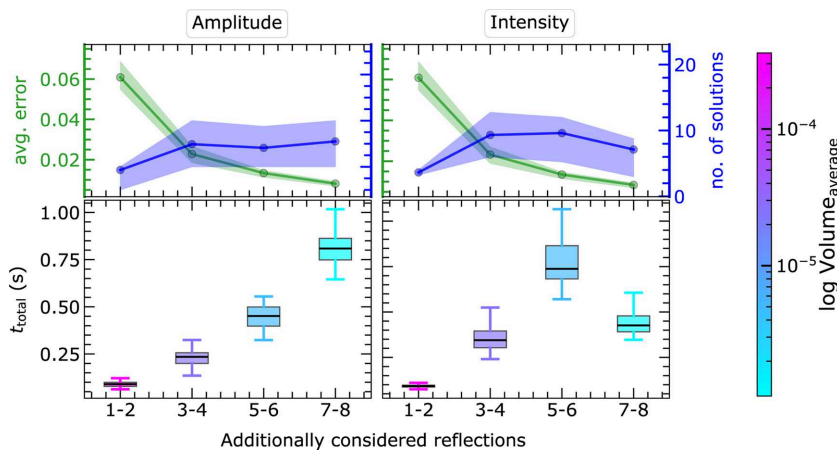 Amplitude
Intensity
avg. error
0.06
0.04
0.02
20
10
0
no. of solutions
t_total (s)
1.00
0.75
0.50
0.25
1-2 3-4 5-6 7-8
1-2 3-4 5-6 7-8
Additionally considered reflections
10⁻⁴
10⁻⁵
log Volume_average